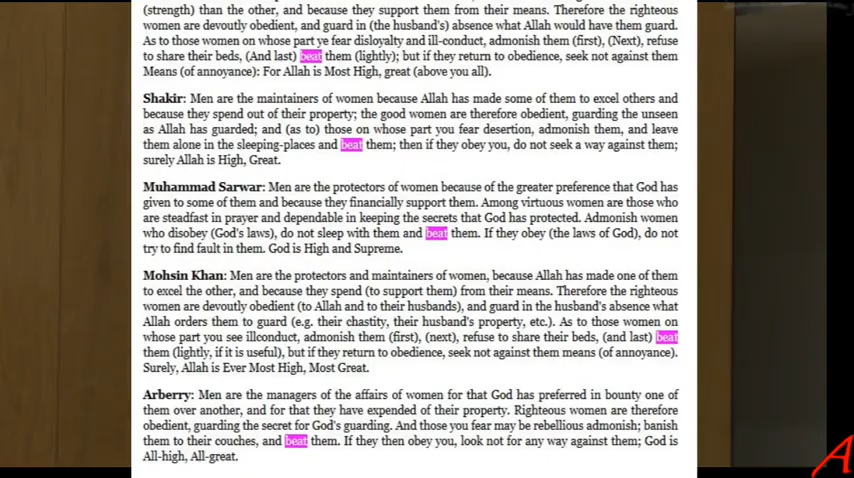 (strength) than the other, and because they support them from their means. Therefore the righteous
women are devoutly obedient, and guard in (the husband's) absence what Allah would have them guard.
As to those women on whose part ye fear disloyalty and ill-conduct, admonish them (first), (Next), refuse
to share their beds, (And last) beat them (lightly); but if they return to obedience, seek not against them
Means (of annoyance): For Allah is Most High, great (above you all).
Shakir: Men are the maintainers of women because Allah has made some of them to excel others and
because they spend out of their property; the good women are therefore obedient, guarding the unseen
as Allah has guarded; and (as to) those on whose part you fear desertion, admonish them, and leave
them alone in the sleeping-places and beat them; then if they obey you, do not seek a way against them;
surely Allah is High, Great.
Muhammad Sarwar: Men are the protectors of women because of the greater preference that God has
given to some of them and because they financially support them. Among virtuous women are those who
are steadfast in prayer and dependable in keeping the secrets that God has protected. Admonish women
who disobey (God's laws), do not sleep with them and beat them. If they obey (the laws of God), do not
try to find fault in them. God is High and Supreme.
Mohsin Khan: Men are the protectors and maintainers of women, because Allah has made one of them
to excel the other, and because they spend (to support them) from their means. Therefore the righteous
women are devoutly obedient (to Allah and to their husbands), and guard in the husband's absence what
Allah orders them to guard (e.g. their chastity, their husband's property, etc.). As to those women on
whose part you see illconduct, admonish them (first), (next), refuse to share their beds, (and last) beat
them (lightly, if it is useful), but if they return to obedience, seek not against them means (of annoyance).
Surely, Allah is Ever Most High, Most Great.
Arberry: Men are the managers of the affairs of women for that God has preferred in bounty one of
them over another, and for that they have expended of their property. Righteous women are therefore
obedient, guarding the secret for God's guarding. And those you fear may be rebellious admonish; banish
them to their couches, and beat them. If they then obey you, look not for any way against them; God is
All-high, All-great.
A